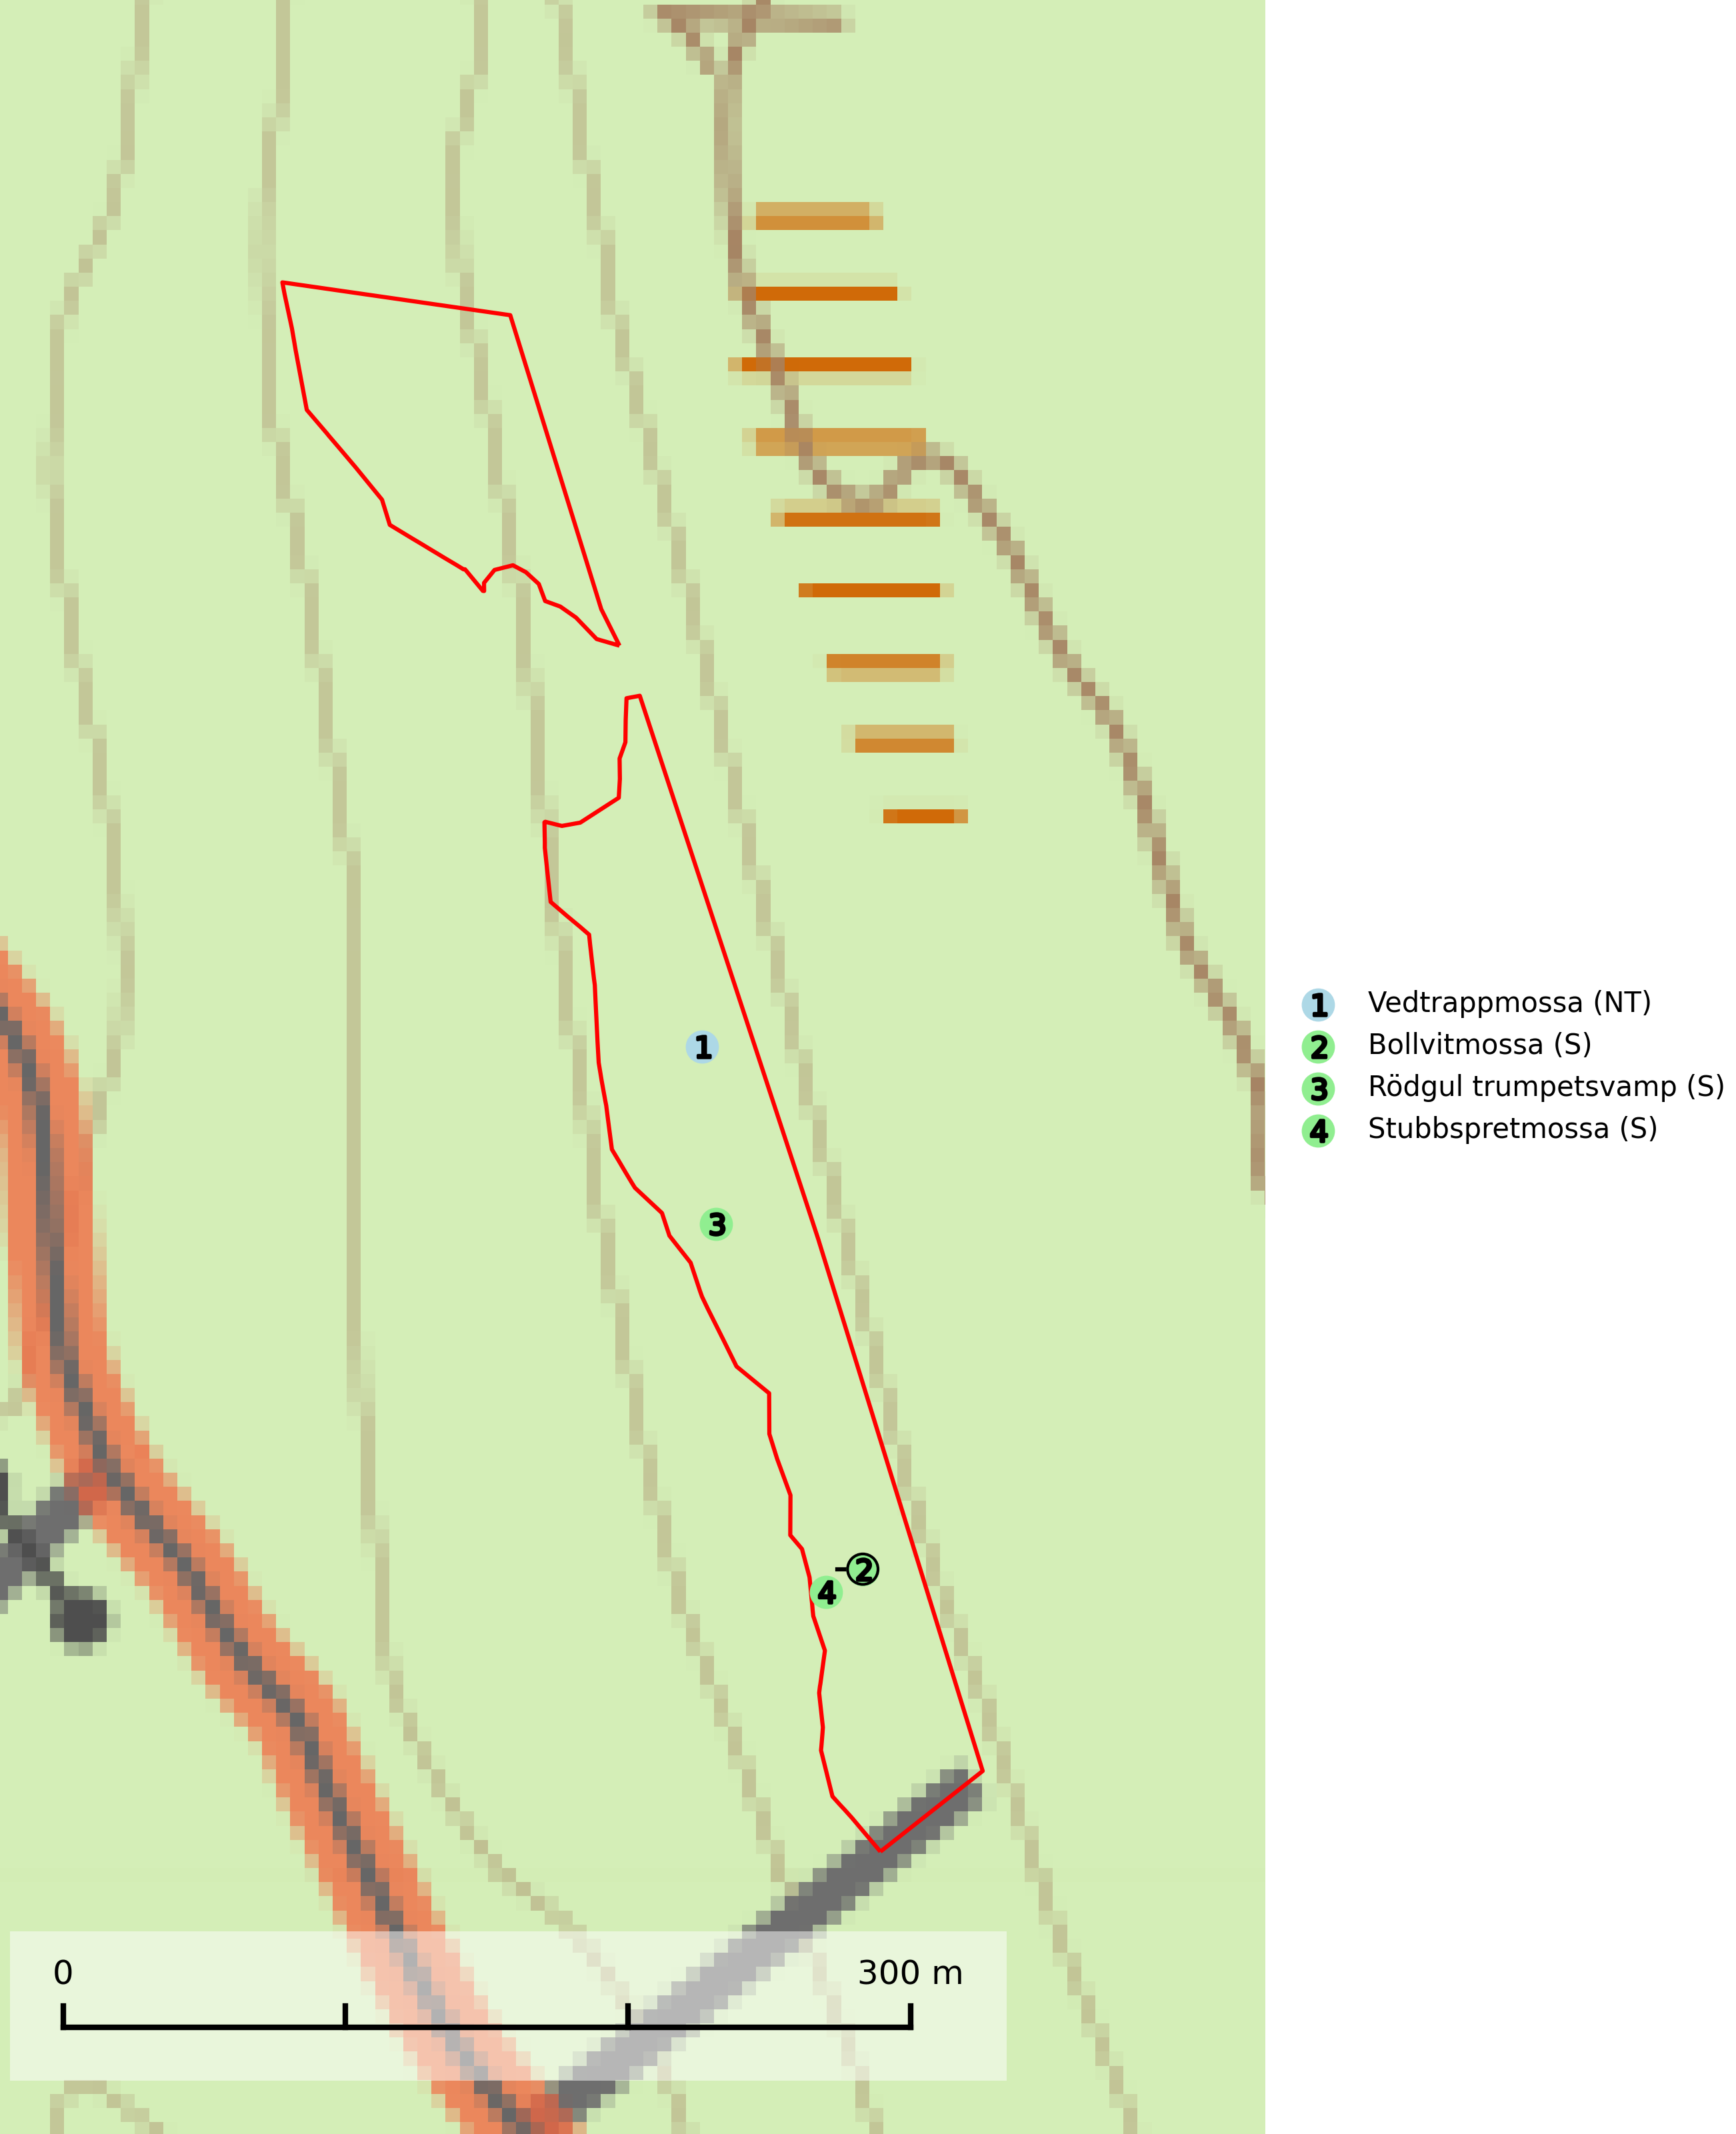 1 Vedtrappmossa (NT)
2 Bollvitmossa (S)
3 Rödgul trumpetsvamp (S)
4 Stubbspretmossa (S)
1
3
2
4
0 300 m